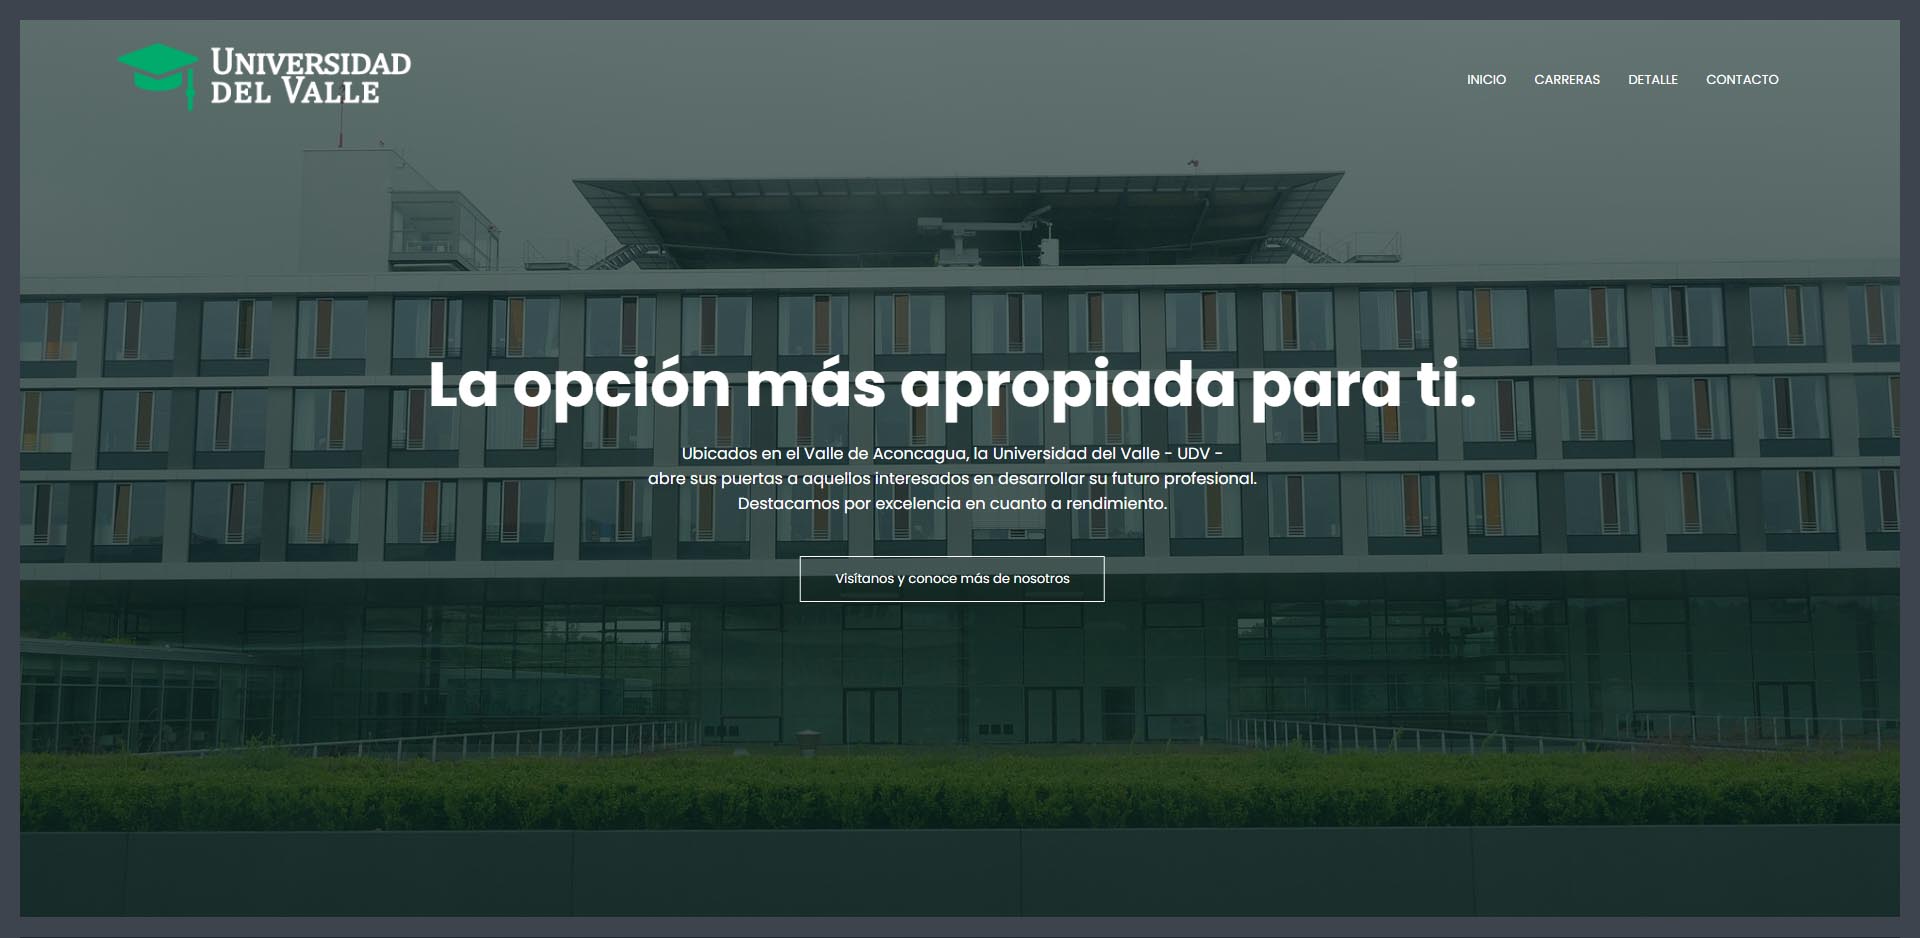 UNIVERSIDAD
DEL VALLE
INICIO CARRERAS DETALLE CONTACTO
La opción más apropiada para ti.
Ubicados en el Valle de Aconcagua, la Universidad del Valle - UDV -
abre sus puertas a aquellos interesados en desarrollar su futuro profesional.
Destacamos por excelencia en cuanto a rendimiento.
Visítanos y conoce más de nosotros